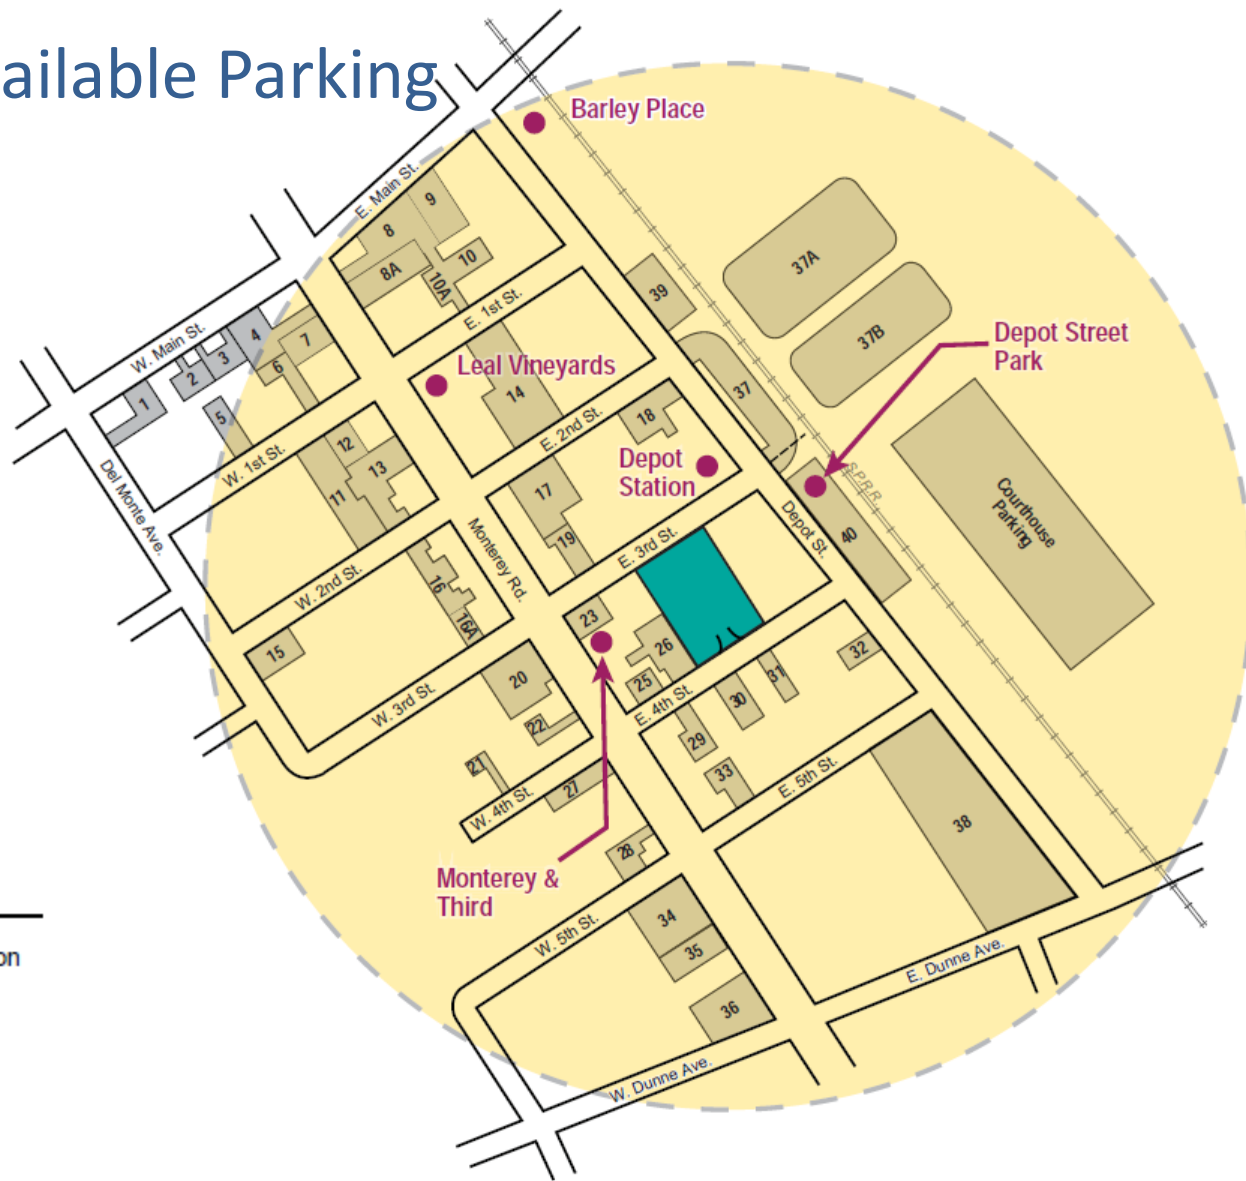 ailable Parking
Barley Place
E. Main St.
9
8
8A
10
10A
37A
39
E. 1st St.
37B
W. Main St.
4
7
3
6
2
1
5
Leal Vineyards
14
37
Depot Street
Park
E. 2nd St.
18
Depot
Station
W. 1st St.
12
13
11
Del Monte Ave.
17
19
S.P.R.R
Courthouse
Parking
Depot St.
40
Monterey Rd.
E. 3rd St.
W. 2nd St.
16
16A
23
26
15
25
E. 4th St.
32
31
30
29
33
W. 3rd St.
20
22
21
27
W. 4th St.
E. 5th St.
38
28
Monterey &
Third
W. 5th St.
34
35
36
on
E. Dunne Ave.
W. Dunne Ave.